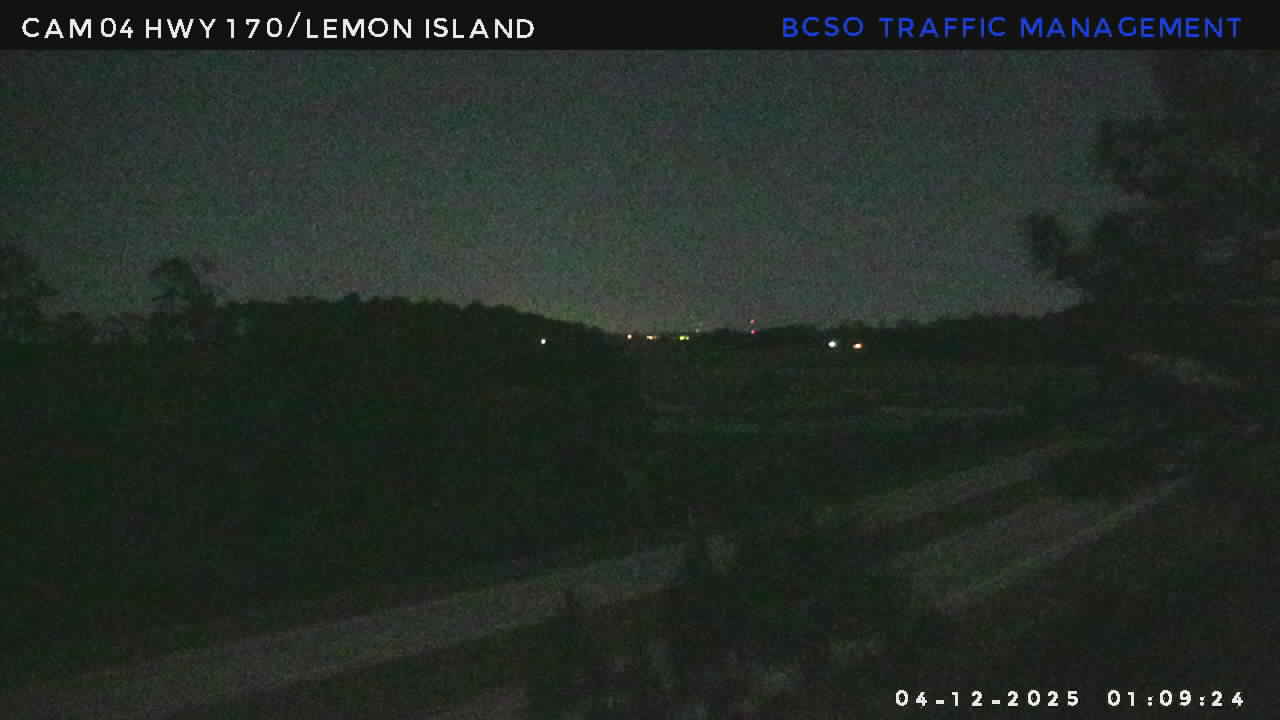 CAM 04 HWY 170/LEMON ISLAND
BCSO TRAFFIC MANAGEMENT
04-12-2025 01:09:24